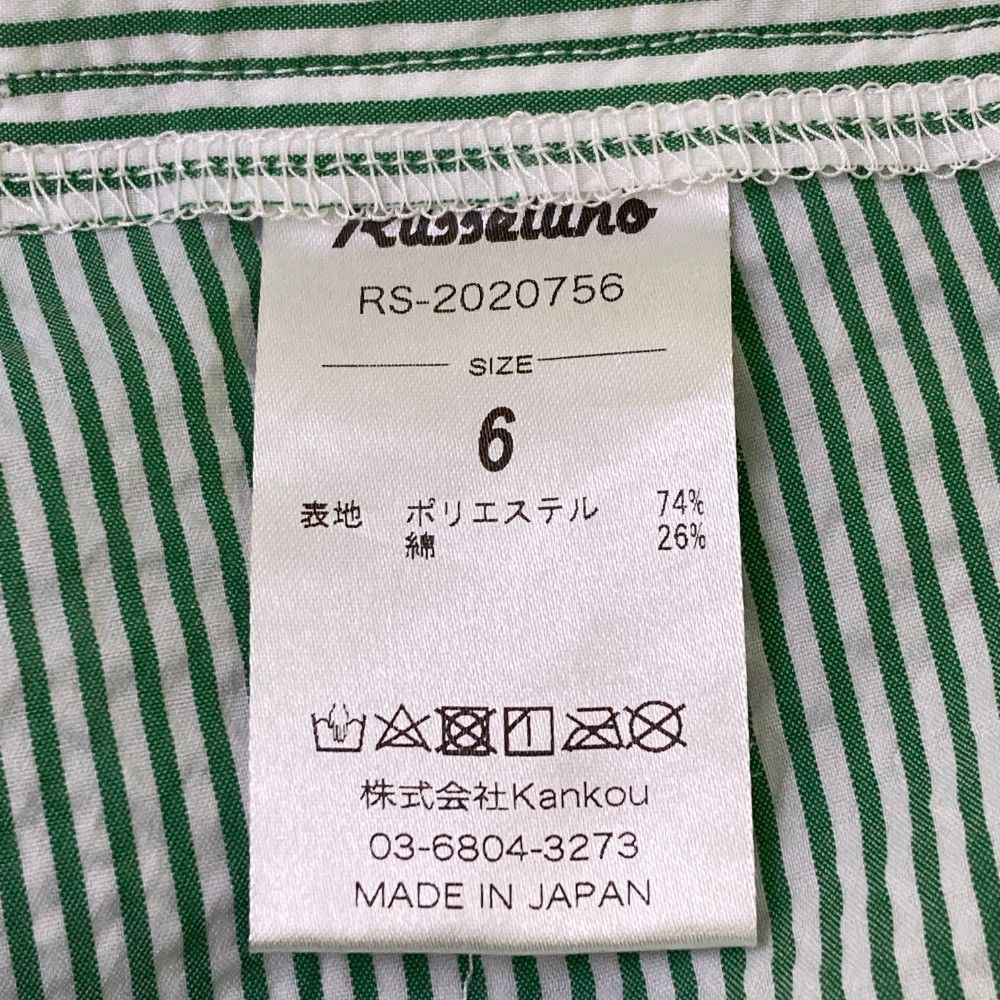 Russeluno
RS-2020756
SIZE
6
表地 ポリエステル 74%
綿 26%
株式会社Kankou
03-6804-3273
MADE IN JAPAN